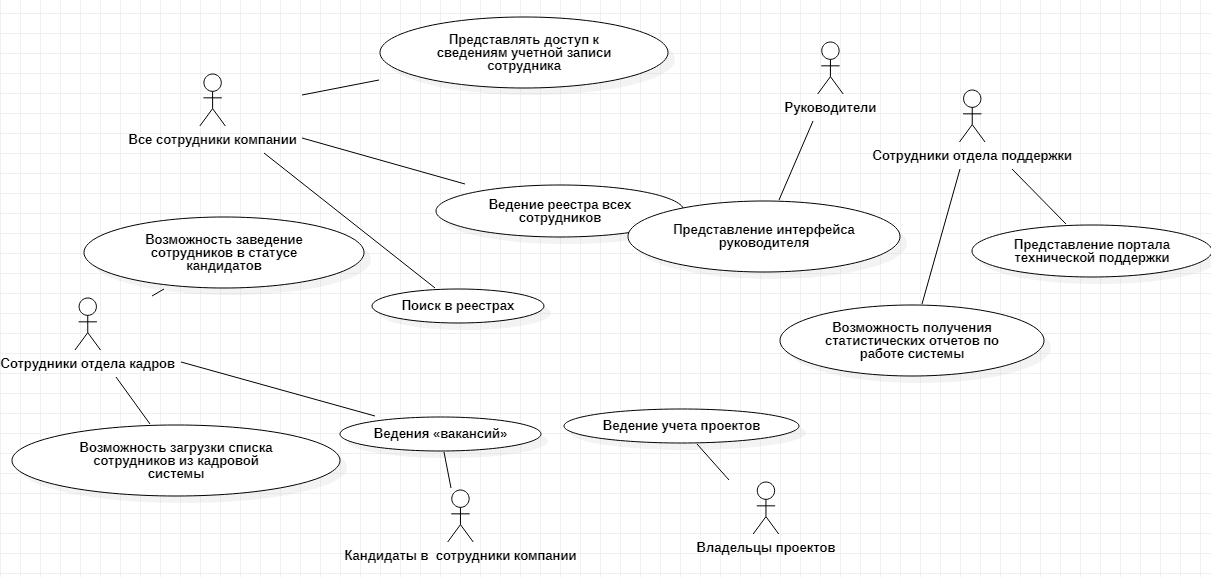 Представлять доступ к
сведениям учетной записи
сотрудника
Руководители
Все сотрудники компании
Сотрудники отдела поддержки
Ведение реестра всех
сотрудников
Представление интерфейса
руководителя
Представление портала
технической поддержки
Возможность заведение
сотрудников в статусе
кандидатов
Поиск в реестрах
Возможность получения
статистических отчетов по
работе системы
Сотрудники отдела кадров
Ведения «вакансий»
Ведение учета проектов
Возможность загрузки списка
сотрудников из кадровой
системы
Кандидаты в  сотрудники компании
Владельцы проектов